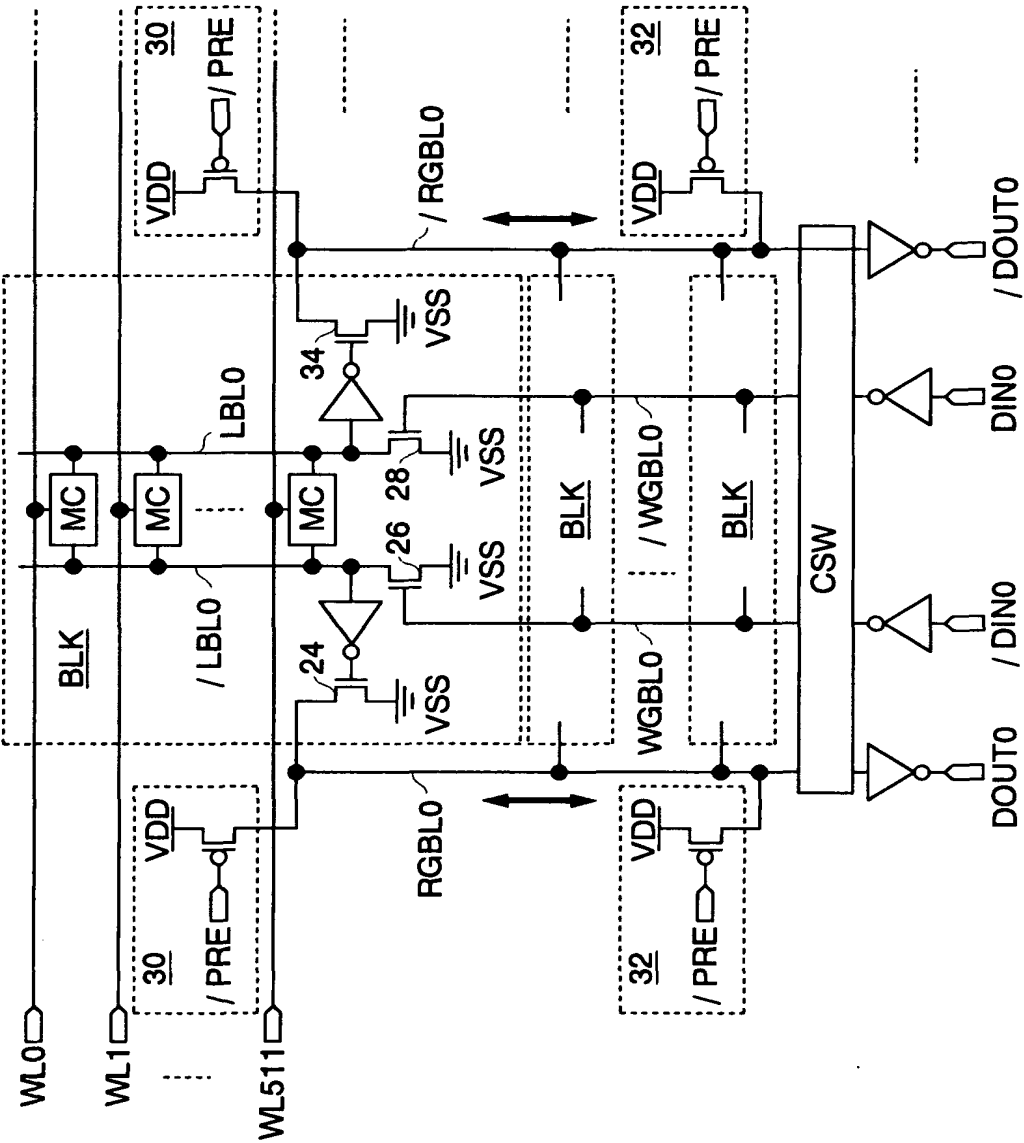 WL0
MC
BLK
WL1
30
VDD
MC
VDD
30
/ PRE
/ LBL0
LBL0
/ PRE
WL511
MC
24
34
26
28
RGBL0
VSS
VSS
/ RGBL0
VSS
VSS
BLK
32
VDD
WGBL0
/ WGBL0
VDD
32
/ PRE
BLK
/ PRE
CSW
DOUT0
/ DIN0
DIN0
/ DOUT0